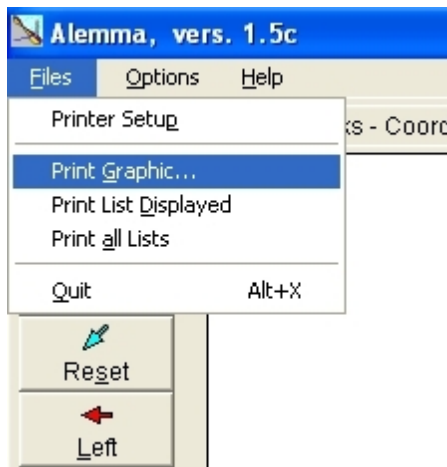 Alemma, vers. 1.5c
Files Options Help
Printer Setup
ks - Coord
Print Graphic...
Print List Displayed
Print all Lists
Quit Alt+X
Reset
Left